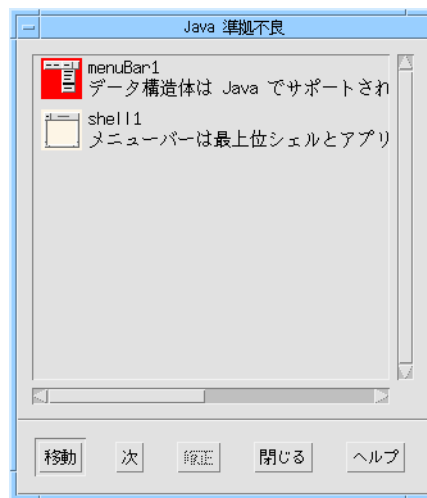 Java 準拠不良
menuBar1
データ構造体は Java でサポートされ
shell1
メニューバーは最上位シェルとアプリ
移動
次
修正
閉じる
ヘルプ